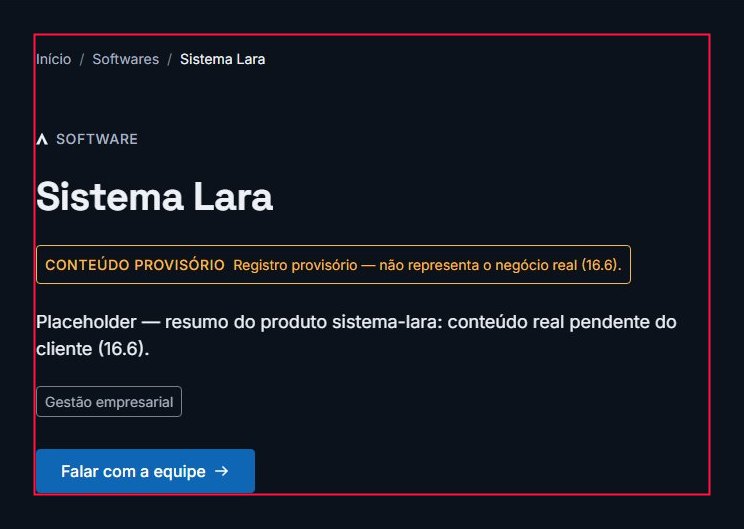 Início / Softwares / Sistema Lara
SOFTWARE
Sistema Lara
CONTEÚDO PROVISÓRIO Registro provisório — não representa o negócio real (16.6).
Placeholder — resumo do produto sistema-lara: conteúdo real pendente do
cliente (16.6).
Gestão empresarial
Falar com a equipe →